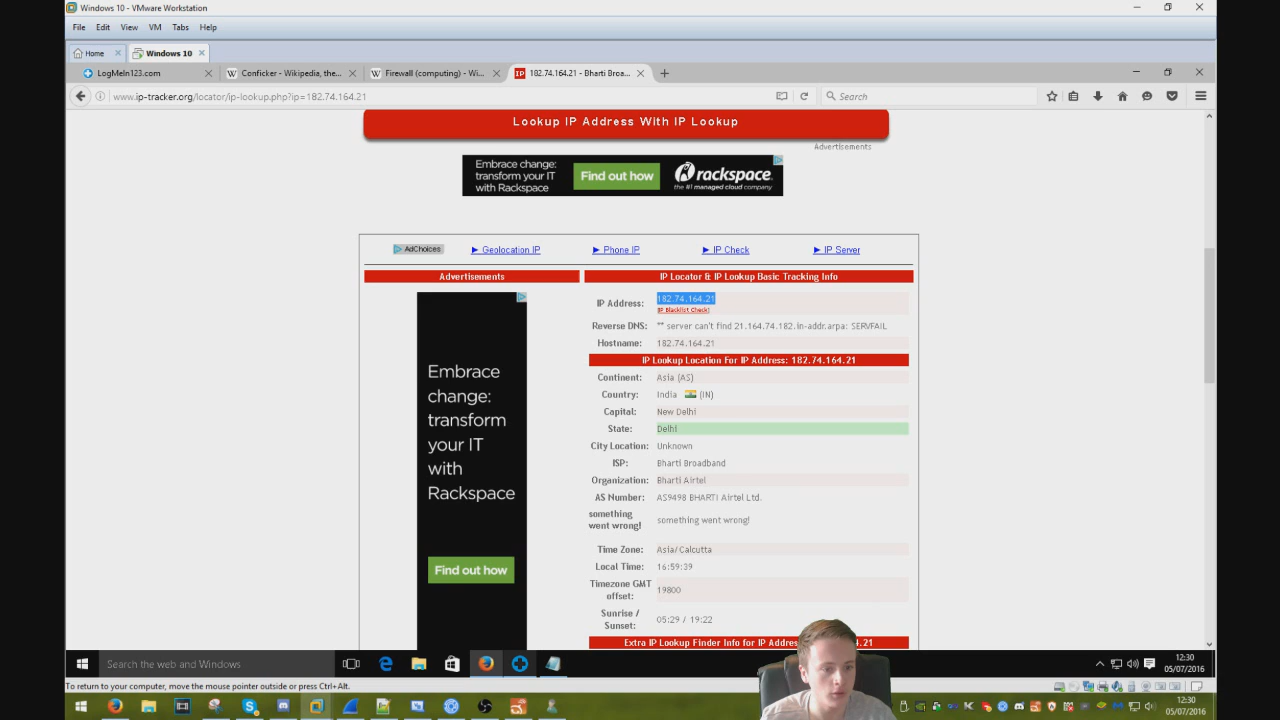 Windows 10 - VMware Workstation
File Edit View VM Tabs Help
Home Windows 10
LogMeIn123.com Conficker - Wikipedia, the... Firewall (computing) - Wi... IP 182.74.164.21 - Bharti Broa...
www.ip-tracker.org/locator/ip-lookup.php?ip=182.74.164.21 Search
Lookup IP Address With IP Lookup
Advertisements
Embrace change:
transform your IT
with Rackspace
Find out how
rackspace.
the #1 managed cloud company
AdChoices ► Geolocation IP ► Phone IP ► IP Check ► IP Server
Advertisements
Embrace
change:
transform
your IT
with
Rackspace
Find out how
IP Locator & IP Lookup Basic Tracking Info
IP Address: 182.74.164.21
IP Blacklist Check!
Reverse DNS: ** server can't find 21.164.74.182.in-addr.arpa: SERVFAIL
Hostname: 182.74.164.21
IP Lookup Location For IP Address: 182.74.164.21
Continent: Asia (AS)
Country: India (IN)
Capital: New Delhi
State: Delhi
City Location: Unknown
ISP: Bharti Broadband
Organization: Bharti Airtel
AS Number: AS9498 BHARTI Airtel Ltd.
something went wrong! something went wrong!
Time Zone: Asia/Calcutta
Local Time: 16:59:39
Timezone GMT offset: 19800
Sunrise / Sunset: 05:29 / 19:22
Extra IP Lookup Finder Info for IP Addre 4.21
Search the web and Windows
12:30
05/07/2016
To return to your computer, move the mouse pointer outside or press Ctrl+Alt.
12:30
05/07/2016